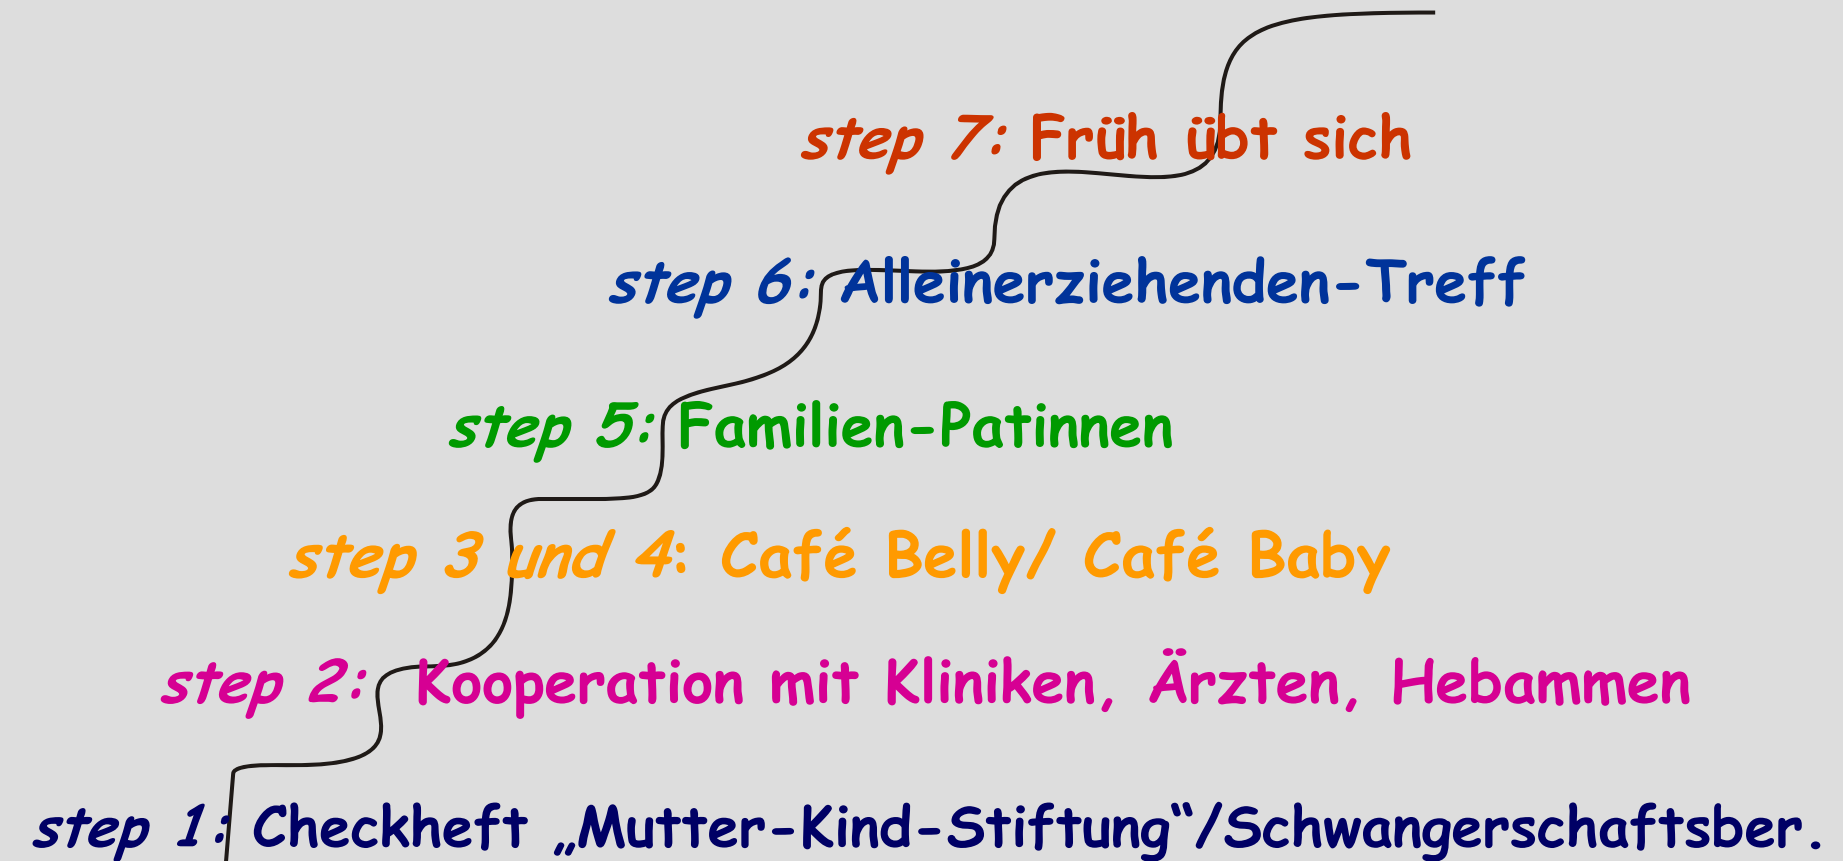 step 7: Früh übt sich
step 6: Alleinerziehenden-Treff
step 5: Familien-Patinnen
step 3 und 4: Café Belly/ Café Baby
step 2: Kooperation mit Kliniken, Ärzten, Hebammen
step 1: Checkheft „Mutter-Kind-Stiftung“/Schwangerschaftsber.